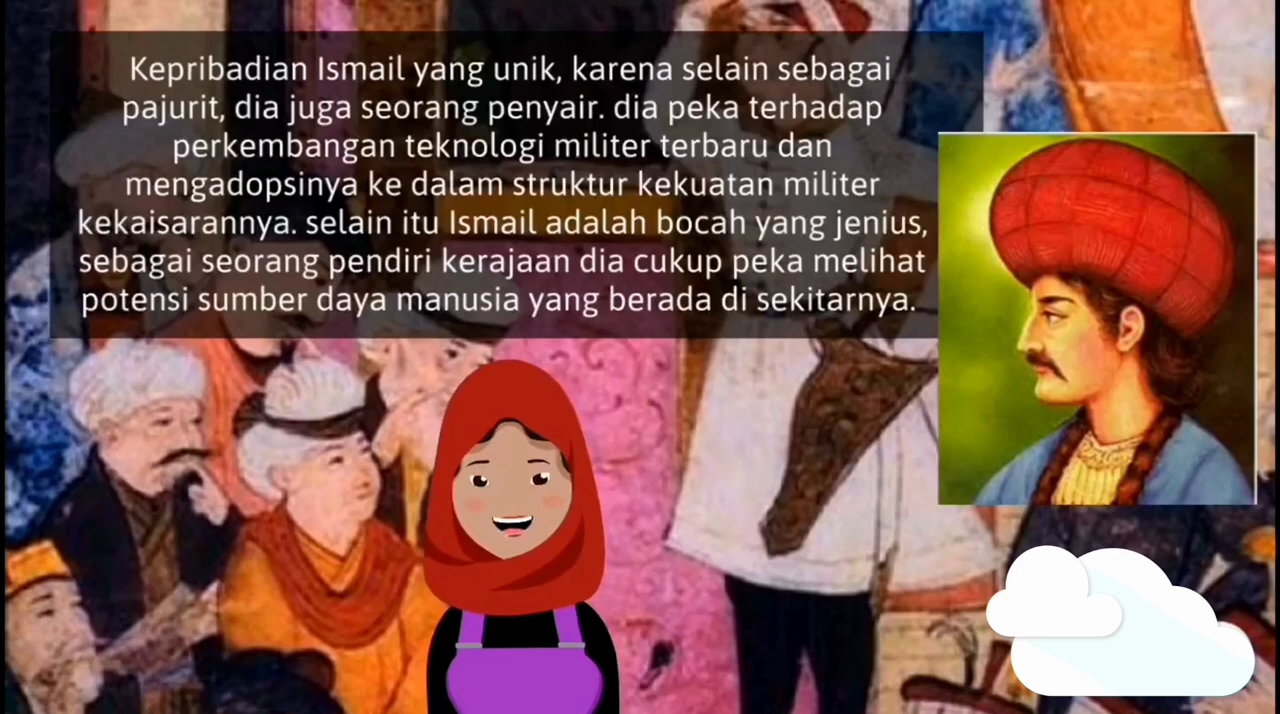 Kepribadian Ismail yang unik, karena selain sebagai
pajurit, dia juga seorang penyair. dia peka terhadap
perkembangan teknologi militer terbaru dan
mengadopsinya ke dalam struktur kekuatan militer
kekaisarannya. selain itu Ismail adalah bocah yang jenius,
sebagai seorang pendiri kerajaan dia cukup peka melihat
potensi sumber daya manusia yang berada di sekitarnya.